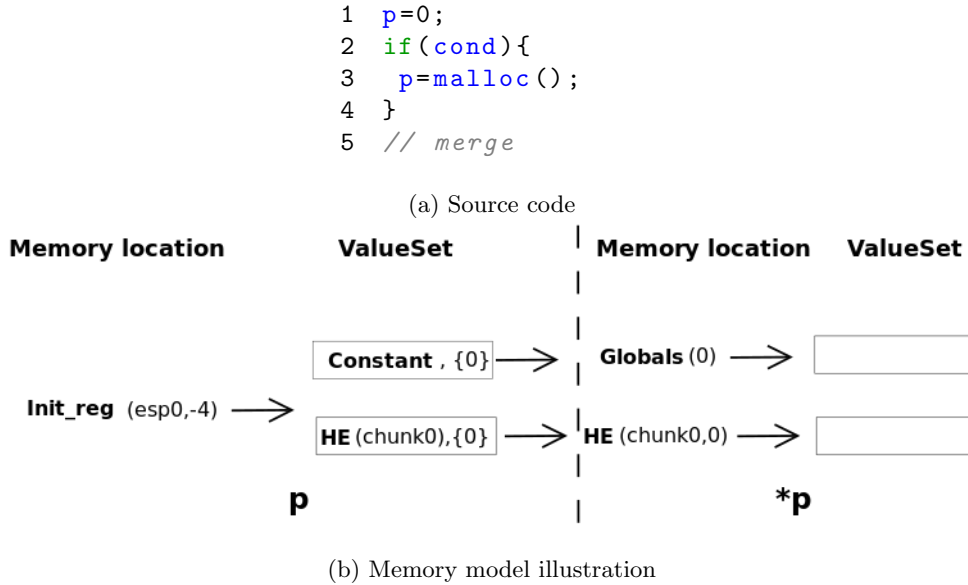 1 p=0;
2 if(cond){
3 p=malloc();
4 }
5 // merge
(a) Source code
Memory location ValueSet Memory location ValueSet
Constant , {0} Globals (0)
Init_reg (esp0,-4)
HE (chunk0),{0} HE (chunk0,0)
p *p
(b) Memory model illustration